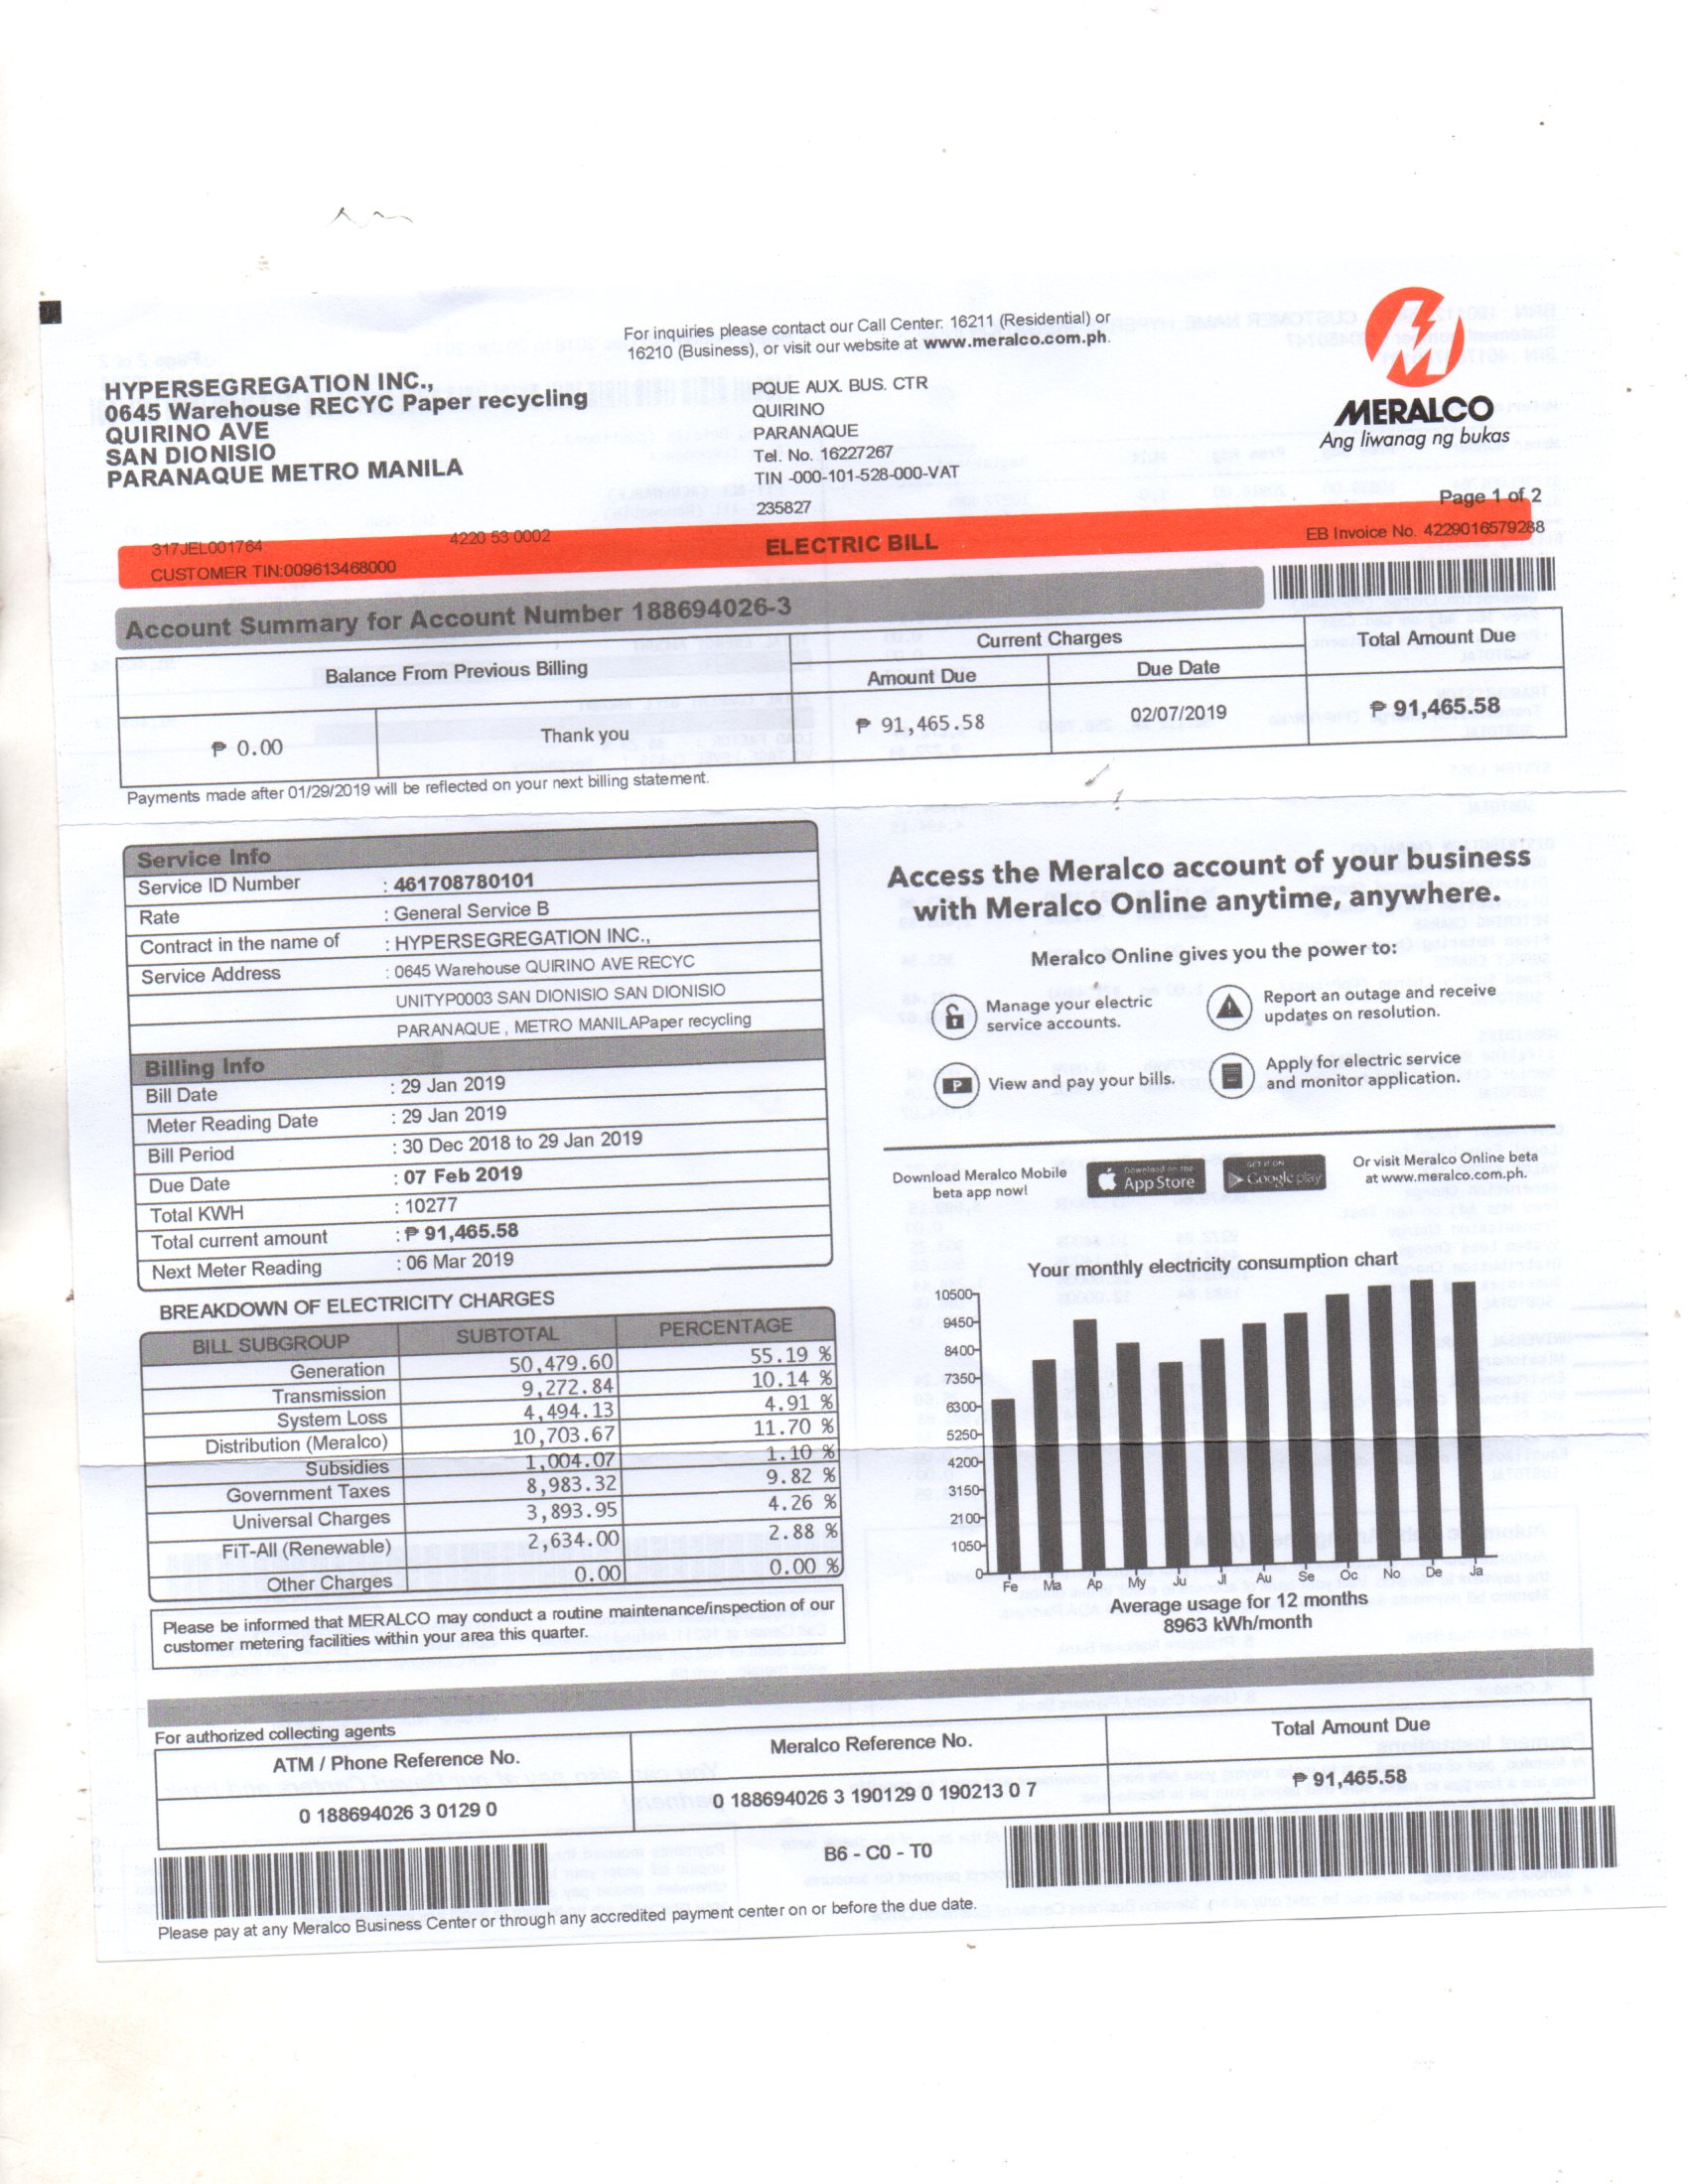 For inquiries please contact our Call Center: 16211 (Residential) or
16210 (Business), or visit our website at www.meralco.com.ph.
HYPERSEGREGATION INC.,
0645 Warehouse RECYC Paper recycling
QUIRINO AVE
SAN DIONISIO
PARANAQUE METRO MANILA
PQUE AUX. BUS. CTR
QUIRINO
PARANAQUE
Tel. No. 16227267
TIN -000-101-528-000-VAT
235827
MERALCO
Ang liwanag ng bukas
Page 1 of 2
317JEL001764 4220 53 0002
CUSTOMER TIN:009613468000
ELECTRIC BILL
EB Invoice No. 4229016579288
Account Summary for Account Number 188694026-3
Balance From Previous Billing Current Charges Total Amount Due
Amount Due Due Date
₱ 0.00 Thank you ₱ 91,465.58 02/07/2019 ₱ 91,465.58
Payments made after 01/29/2019 will be reflected on your next billing statement.
Service Info
Service ID Number : 461708780101
Rate : General Service B
Contract in the name of : HYPERSEGREGATION INC.,
Service Address : 0645 Warehouse QUIRINO AVE RECYC
UNITYP0003 SAN DIONISIO SAN DIONISIO
PARANAQUE , METRO MANILAPaper recycling
Billing Info
Bill Date : 29 Jan 2019
Meter Reading Date : 29 Jan 2019
Bill Period : 30 Dec 2018 to 29 Jan 2019
Due Date : 07 Feb 2019
Total KWH : 10277
Total current amount : ₱ 91,465.58
Next Meter Reading : 06 Mar 2019
BREAKDOWN OF ELECTRICITY CHARGES
BILL SUBGROUP SUBTOTAL PERCENTAGE
Generation 50,479.60 55.19 %
Transmission 9,272.84 10.14 %
System Loss 4,494.13 4.91 %
Distribution (Meralco) 10,703.67 11.70 %
Subsidies 1,004.07 1.10 %
Government Taxes 8,983.32 9.82 %
Universal Charges 3,893.95 4.26 %
FiT-All (Renewable) 2,634.00 2.88 %
Other Charges 0.00 0.00 %
Please be informed that MERALCO may conduct a routine maintenance/inspection of our
customer metering facilities within your area this quarter.
Access the Meralco account of your business
with Meralco Online anytime, anywhere.
Meralco Online gives you the power to:
Manage your electric
service accounts.
Report an outage and receive
updates on resolution.
P
View and pay your bills.
Apply for electric service
and monitor application.
Download Meralco Mobile
beta app now!
Download on the
App Store
GET IT ON
Google play
Or visit Meralco Online beta
at www.meralco.com.ph.
Your monthly electricity consumption chart
10500
9450
8400
7350
6300
5250
4200
3150
2100
1050
0
Fe Ma Ap My Ju Jl Au Se Oc No De Ja
Average usage for 12 months
8963 kWh/month
For authorized collecting agents
ATM / Phone Reference No. Meralco Reference No. Total Amount Due
0 188694026 3 0129 0 0 188694026 3 190129 0 190213 0 7 ₱ 91,465.58
B6 - C0 - T0
Please pay at any Meralco Business Center or through any accredited payment center on or before the due date.